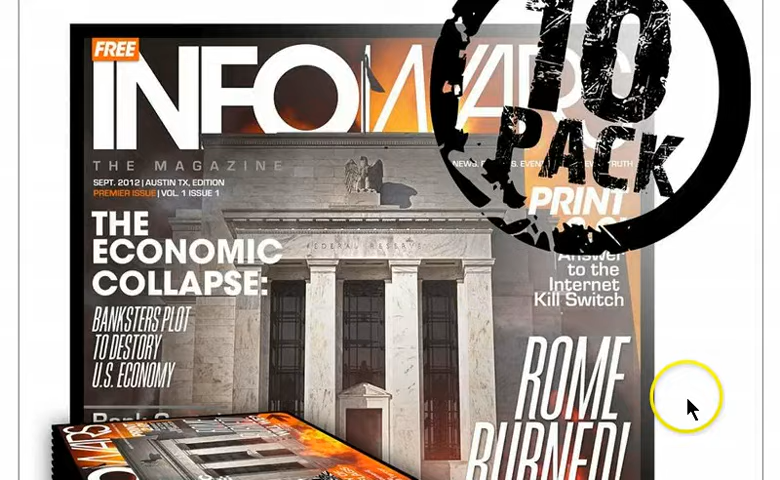 FREE
INFOWARS
10
PACK
THE MAGAZINE
SEPT. 2012 | AUSTIN TX, EDITION
PREMIER ISSUE | VOL. 1 ISSUE 1
PRINT
THE
ECONOMIC
COLLAPSE:
FEDERAL RESERVE
Answer
to the
Internet
Kill Switch
BANKSTERS PLOT
TO DESTORY
U.S. ECONOMY
ROME
BURNED!